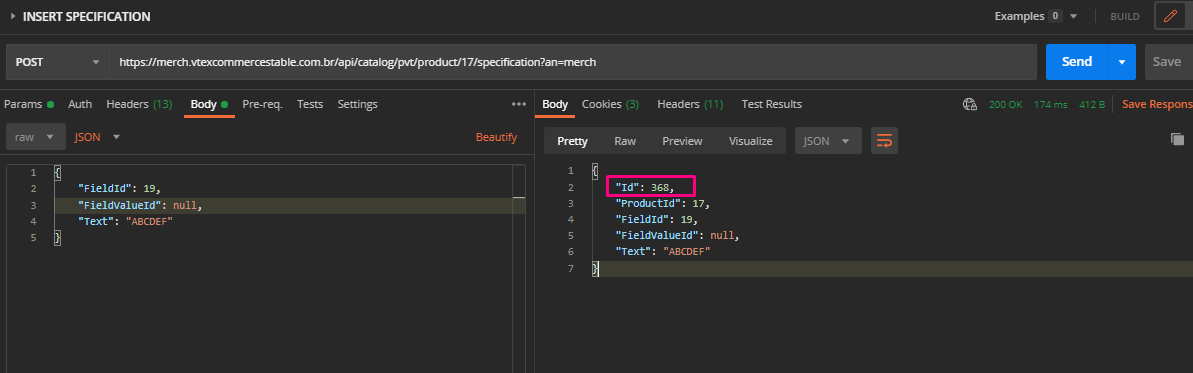 INSERT SPECIFICATION
Examples 0
BUILD
POST https://merch.vtexcommercestable.com.br/api/catalog/pvt/product/17/specification?an=merch
Send
Save
Params Auth Headers (13) Body Pre-req. Tests Settings
raw JSON Beautify
1 {
2 "FieldId": 19,
3 "FieldValueId": null,
4 "Text": "ABCDEF"
5 }
Body Cookies (3) Headers (11) Test Results 200 OK 174 ms 412 B Save Respons
Pretty Raw Preview Visualize JSON
1 {
2 "Id": 368,
3 "ProductId": 17,
4 "FieldId": 19,
5 "FieldValueId": null,
6 "Text": "ABCDEF"
7 }